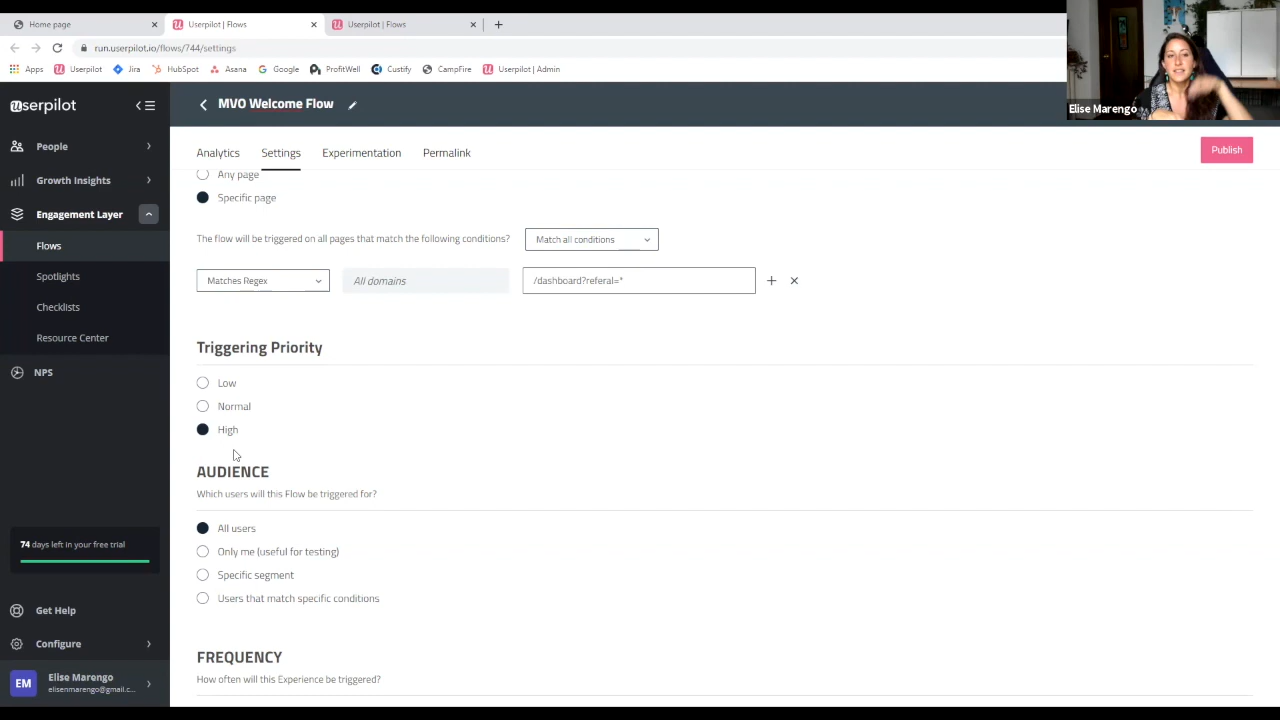 Home page
Userpilot | Flows
Userpilot | Flows
run.userpilot.io/flows/744/settings
Apps
Userpilot
Jira
HubSpot
Asana
Google
ProfitWell
Custify
CampFire
Userpilot | Admin
Elise Marengo
userpilot
MVO Welcome Flow
People
Growth Insights
Engagement Layer
Flows
Spotlights
Checklists
Resource Center
NPS
74 days left in your free trial
Get Help
Configure
EM
Elise Marengo
elisenmarengo@gmail.c...
Analytics
Settings
Experimentation
Permalink
Publish
Any page
Specific page
The flow will be triggered on all pages that match the following conditions?
Match all conditions
Matches Regex
All domains
/dashboard?referal=*
Triggering Priority
Low
Normal
High
AUDIENCE
Which users will this Flow be triggered for?
All users
Only me (useful for testing)
Specific segment
Users that match specific conditions
FREQUENCY
How often will this Experience be triggered?